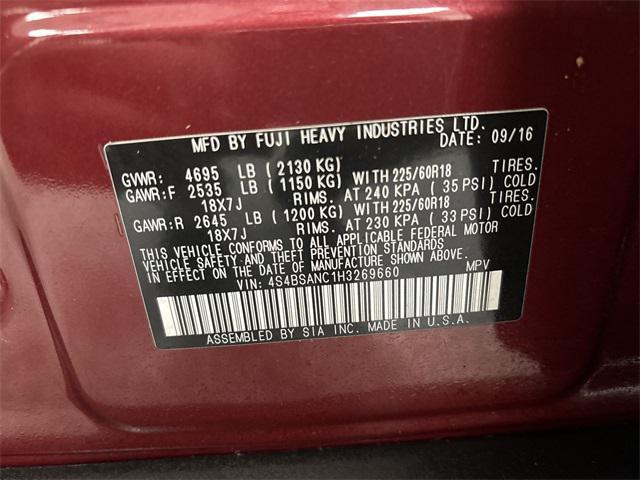 MFD BY FUJI HEAVY INDUSTRIES LTD.
DATE: 09/16
GVWR: 4695 LB ( 2130 KG)
GAWR:F 2535 LB ( 1150 KG) WITH 225/60R18 TIRES.
18X7J RIMS. AT 240 KPA ( 35 PSI) COLD
GAWR:R 2645 LB ( 1200 KG) WITH 225/60R18 TIRES.
18X7J RIMS. AT 230 KPA ( 33 PSI) COLD
THIS VEHICLE CONFORMS TO ALL APPLICABLE FEDERAL MOTOR
VEHICLE SAFETY AND THEFT PREVENTION STANDARDS IN EFFECT
ON THE DATE OF MANUFACTURE SHOWN ABOVE.
VIN: 4S4BSANC1H3269660 MPV
ASSEMBLED BY SIA INC. MADE IN U.S.A.